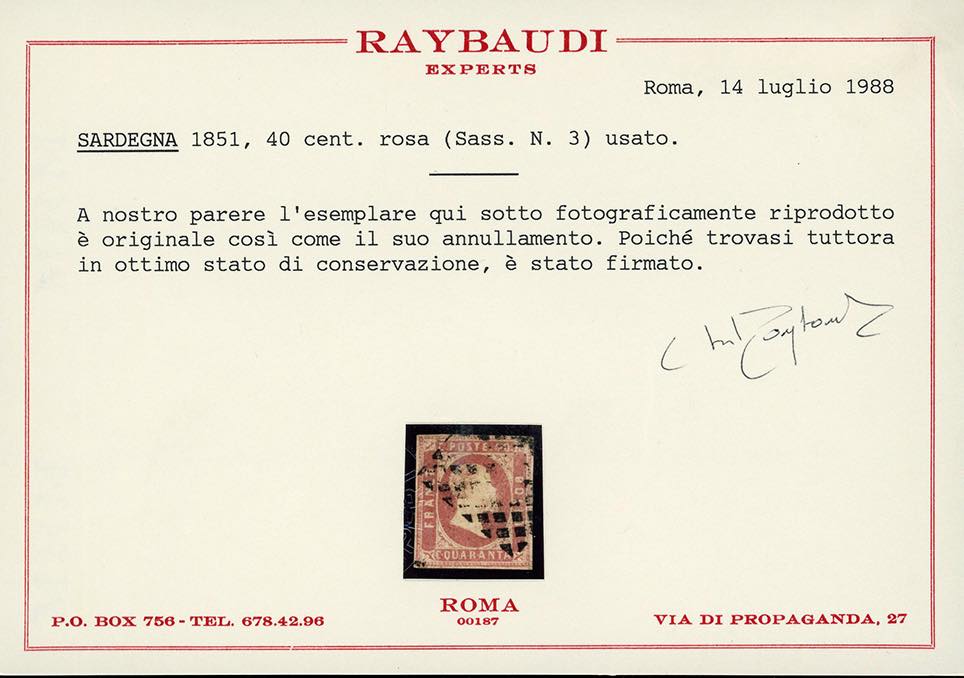 RAYBAUDI
EXPERTS
Roma, 14 luglio 1988
SARDEGNA 1851, 40 cent. rosa (Sass. N. 3) usato.
A nostro parere l'esemplare qui sotto fotograficamente riprodotto
è originale così come il suo annullamento. Poiché trovasi tuttora
in ottimo stato di conservazione, è stato firmato.
POSTE
FRAN
QUARANTA
ROMA
00187
P.O. BOX 756 - TEL. 678.42.96
VIA DI PROPAGANDA, 27